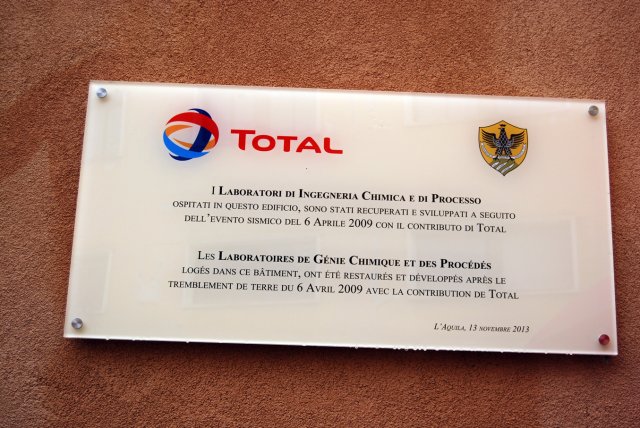 TOTAL
I LABORATORI DI INGEGNERIA CHIMICA E DI PROCESSO
OSPITATI IN QUESTO EDIFICIO, SONO STATI RECUPERATI E SVILUPPATI A SEGUITO
DELL'EVENTO SISMICO DEL 6 APRILE 2009 CON IL CONTRIBUTO DI TOTAL
LES LABORATOIRES DE GÉNIE CHIMIQUE ET DES PROCÉDÉS
LOGÉS DANS CE BÂTIMENT, ONT ÉTÉ RESTAURÉS ET DÉVELOPPÉS APRÈS LE
TREMBLEMENT DE TERRE DU 6 AVRIL 2009 AVEC LA CONTRIBUTION DE TOTAL
L'AQUILA, 13 NOVEMBRE 2013